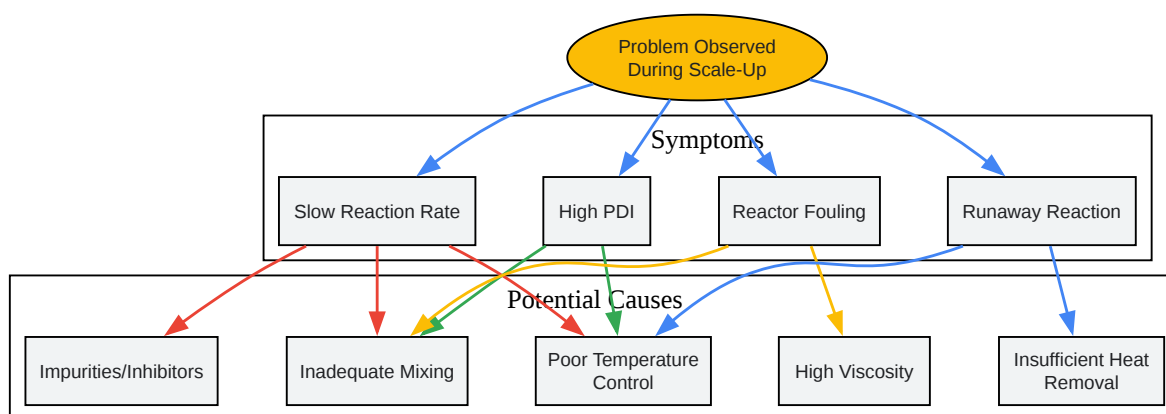 Problem Observed
During Scale-Up
Symptoms
Slow Reaction Rate
High PDI
Reactor Fouling
Runaway Reaction
Potential Causes
Impurities/Inhibitors
Inadequate Mixing
Poor Temperature
Control
High Viscosity
Insufficient Heat
Removal